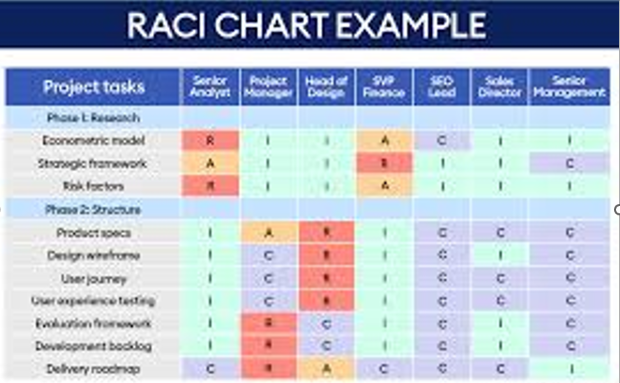 RACI CHART EXAMPLE
Project tasks Senior Analyst Project Manager Head of Design SVP Finance SEO Lead Sales Director Senior Management
Phase 1: Research
Econometric model R I I A C I I
Strategic framework A I I R I I C
Risk factors R I I A I I I
Phase 2: Structure
Product specs I A R I C C C
Design wireframe I C R I C I C
User journey I C R I C C C
User experience testing I C R I C C C
Evaluation framework I R C I C I C
Development backlog I R C I C I C
Delivery roadmap C R A C C C I